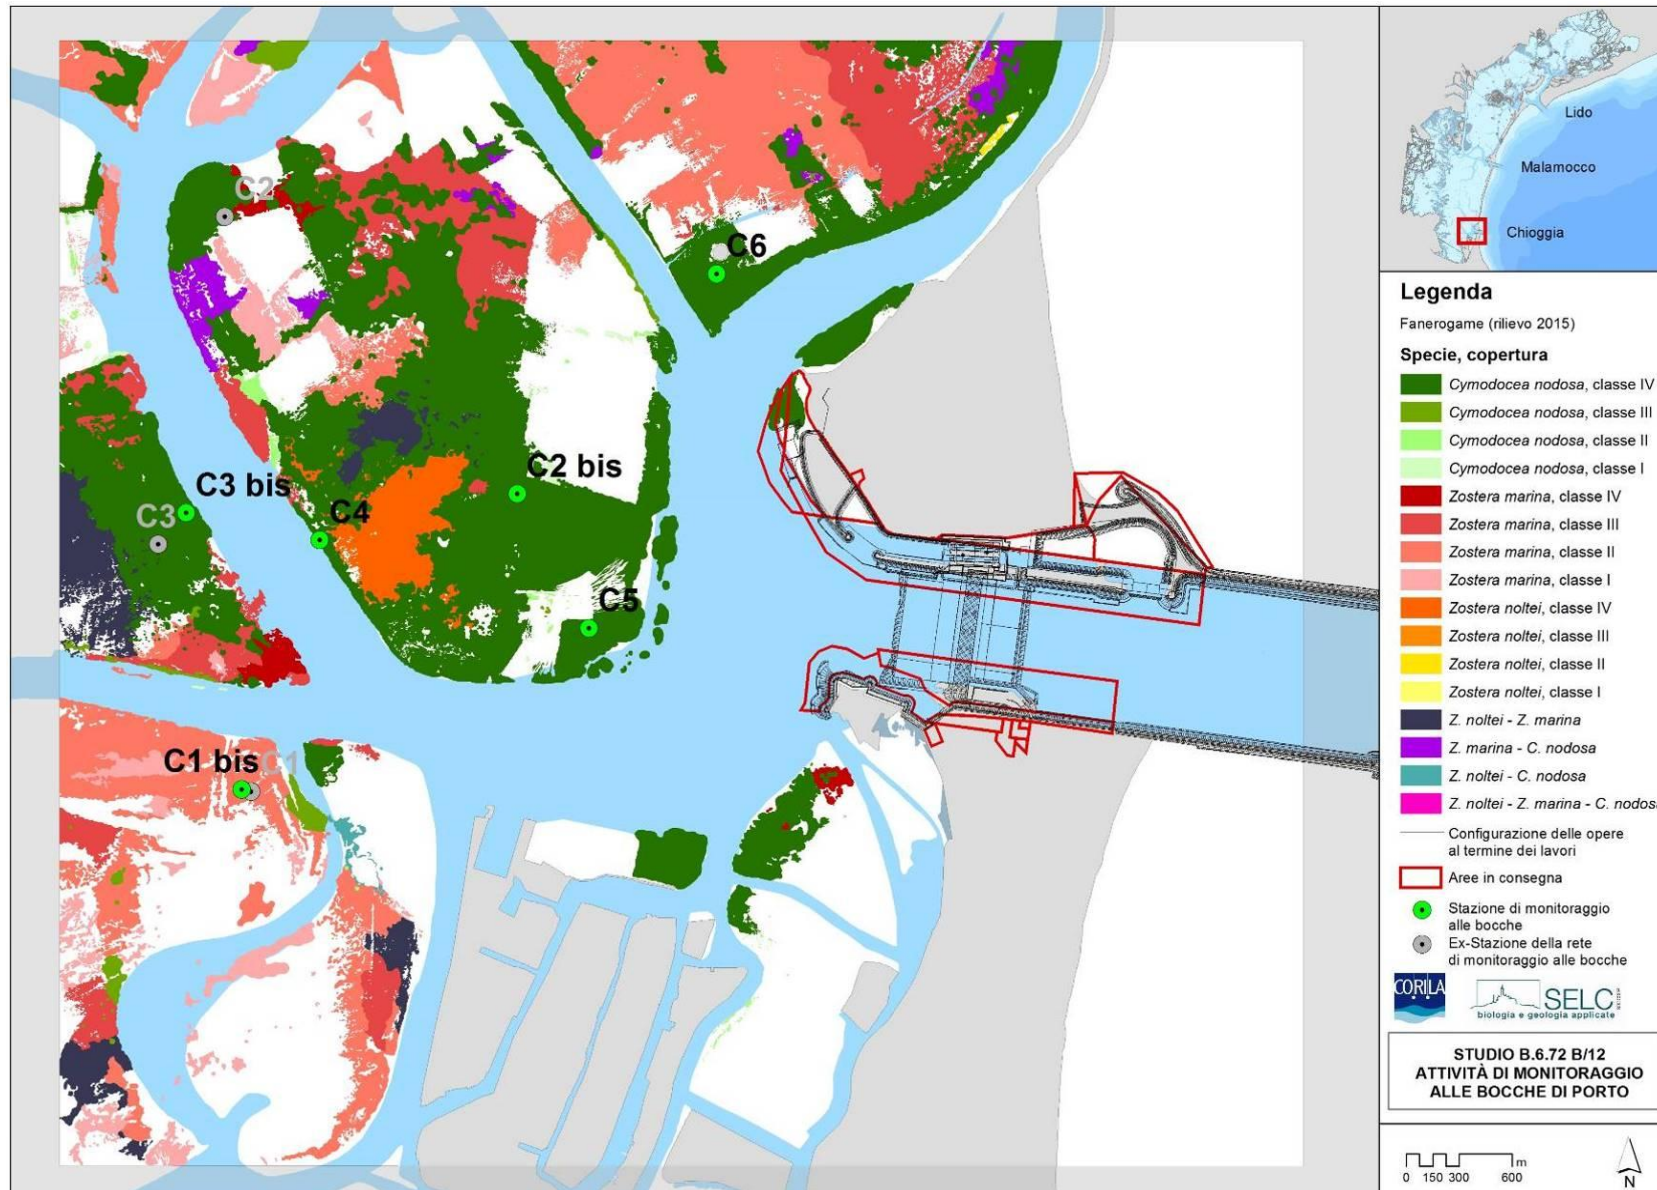 C2
C6
C2 bis
C3 bis
C4
C3
C5
C1 bis
C1
Lido
Malamocco
Chioggia
Legenda
Fanerogame (rilievo 2015)
Specie, copertura
Cymodocea nodosa, classe IV
Cymodocea nodosa, classe III
Cymodocea nodosa, classe II
Cymodocea nodosa, classe I
Zostera marina, classe IV
Zostera marina, classe III
Zostera marina, classe II
Zostera marina, classe I
Zostera noltei, classe IV
Zostera noltei, classe III
Zostera noltei, classe II
Zostera noltei, classe I
Z. noltei - Z. marina
Z. marina - C. nodosa
Z. noltei - C. nodosa
Z. noltei - Z. marina - C. nodosa
Configurazione delle opere
al termine dei lavori
Aree in consegna
Stazione di monitoraggio
alle bocche
Ex-Stazione della rete
di monitoraggio alle bocche
CORILA
SELC
biologia e geologia applicate
STUDIO B.6.72 B/12
ATTIVITÀ DI MONITORAGGIO
ALLE BOCCHE DI PORTO
m
0 150 300 600
N